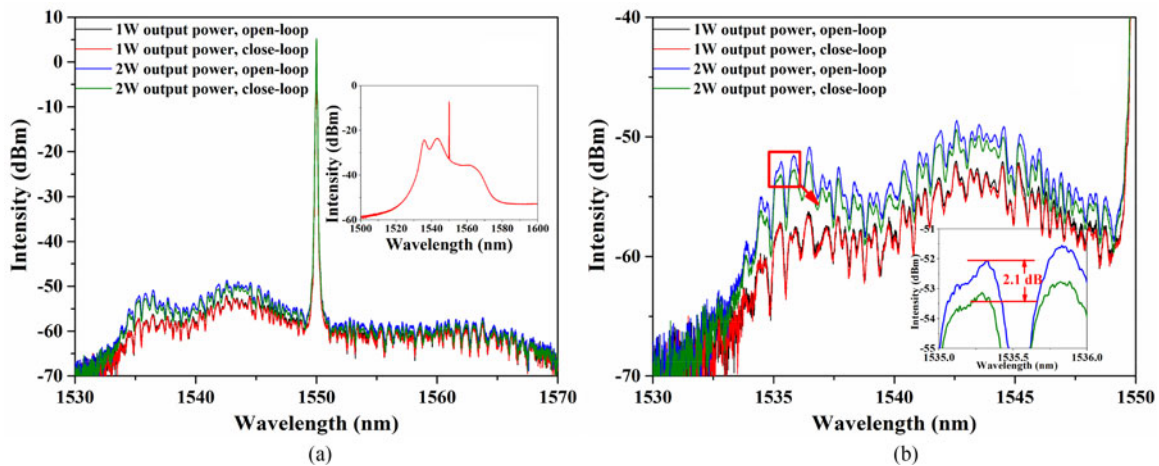 10
0
-10
-20
-30
-40
-50
-60
-70
Intensity (dBm)
1W output power, open-loop
1W output power, close-loop
2W output power, open-loop
2W output power, close-loop
0
-20
-40
-60
Intensity (dBm)
1500 1520 1540 1560 1580 1600
Wavelength (nm)
1530 1540 1550 1560 1570
Wavelength (nm)
(a)
-40
-50
-60
-70
Intensity (dBm)
1W output power, open-loop
1W output power, close-loop
2W output power, open-loop
2W output power, close-loop
-51
-52
-53
-54
-55
Intensity (dBm)
2.1 dB
1535.0 1535.5 1536.0
Wavelength (nm)
1530 1535 1540 1545 1550
Wavelength (nm)
(b)